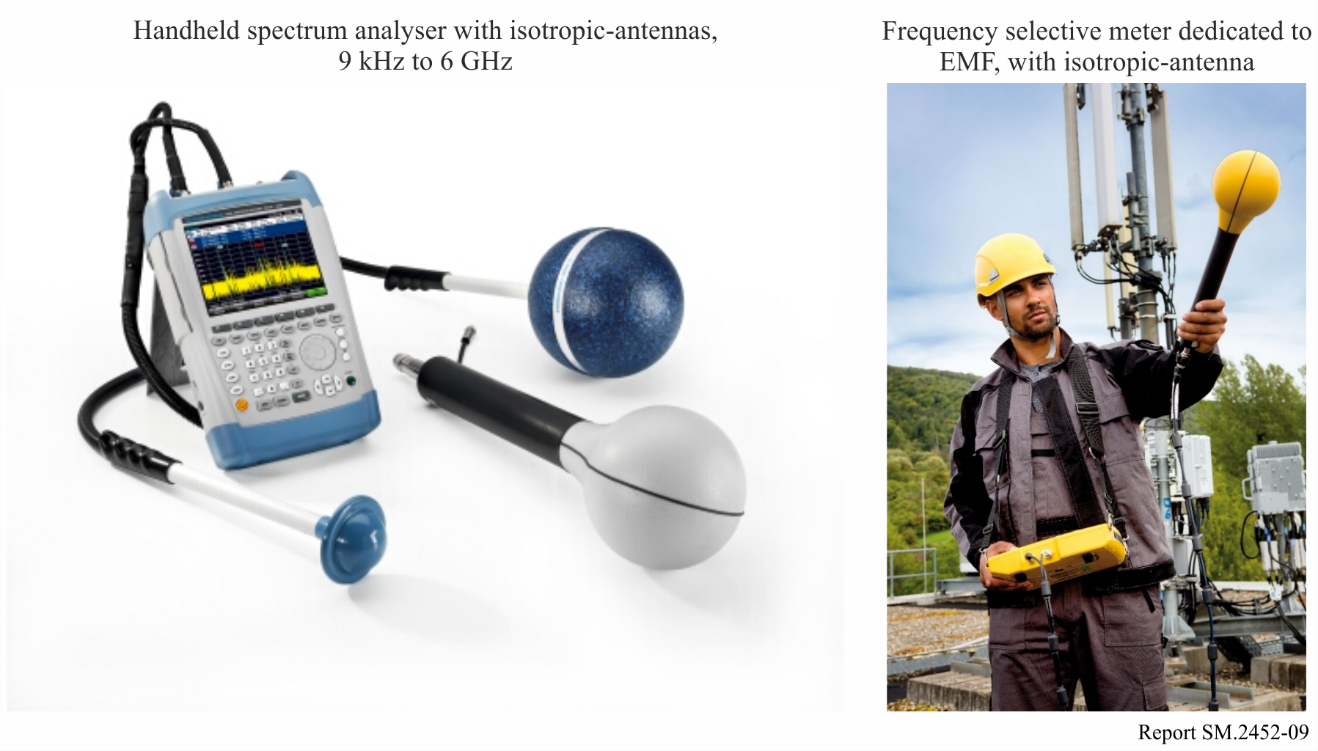 Handheld spectrum analyser with isotropic-antennas,
9 kHz to 6 GHz
Frequency selective meter dedicated to
EMF, with isotropic-antenna
Report SM.2452-09